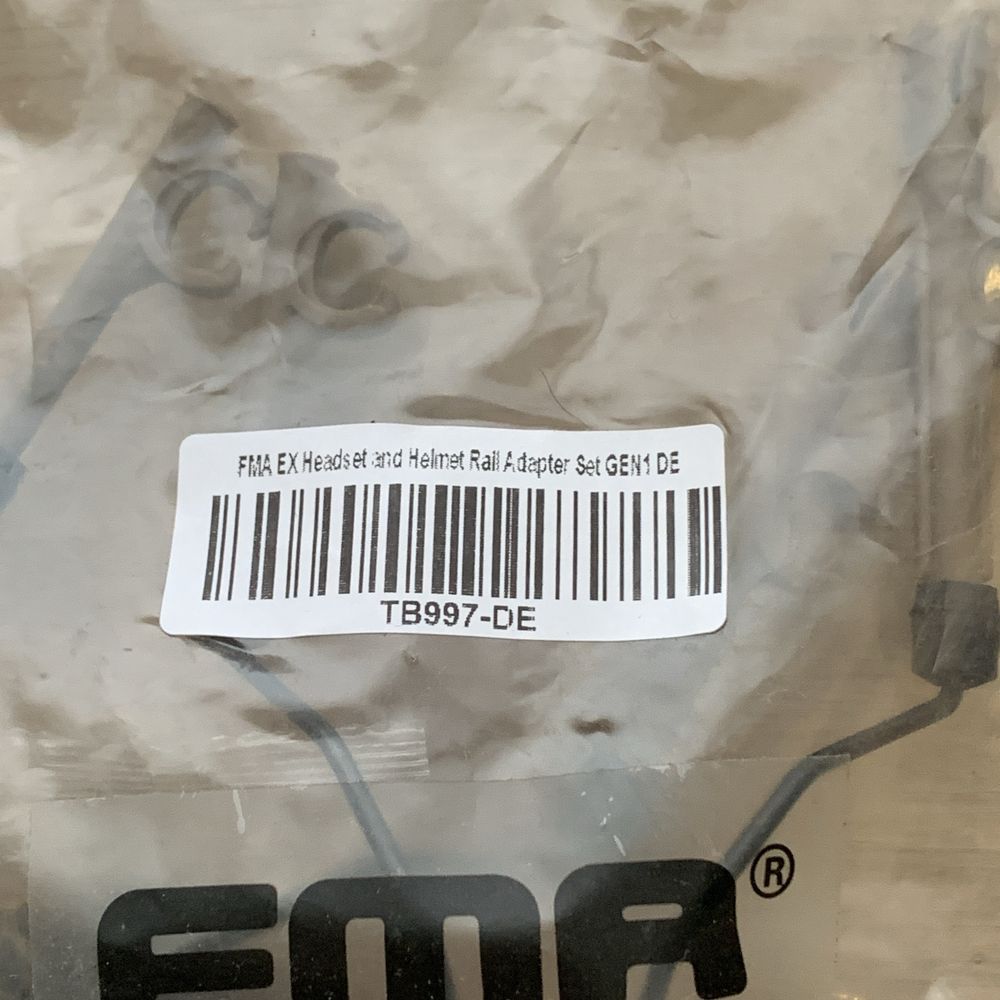 FMA EX Headset and Helmet Rail Adapter Set GEN1 DE
TB997-DE
FMA®